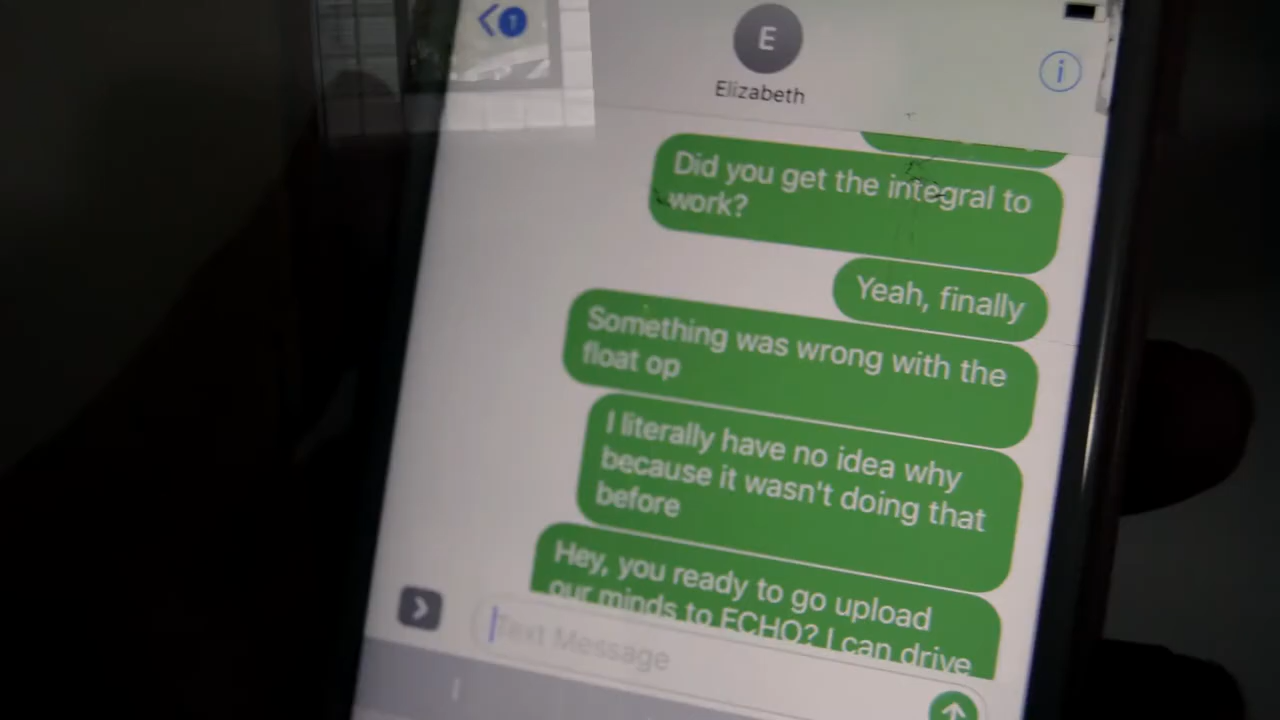 1
E
Elizabeth
i
Did you get the integral to
work?
Yeah, finally
Something was wrong with the
float op
I literally have no idea why
because it wasn't doing that
before
Hey, you ready to go upload
our minds to ECHO? I can drive
Text Message
I